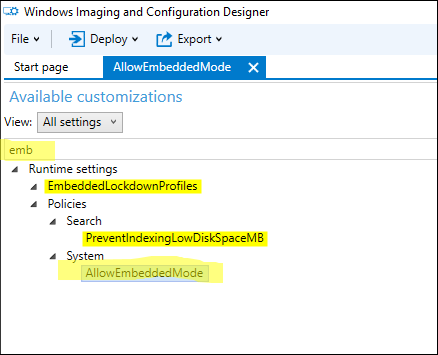 Windows Imaging and Configuration Designer
File Deploy Export
Start page AllowEmbeddedMode
Available customizations
View: All settings
emb
Runtime settings
EmbeddedLockdownProfiles
Policies
Search
PreventIndexingLowDiskSpaceMB
System
AllowEmbeddedMode